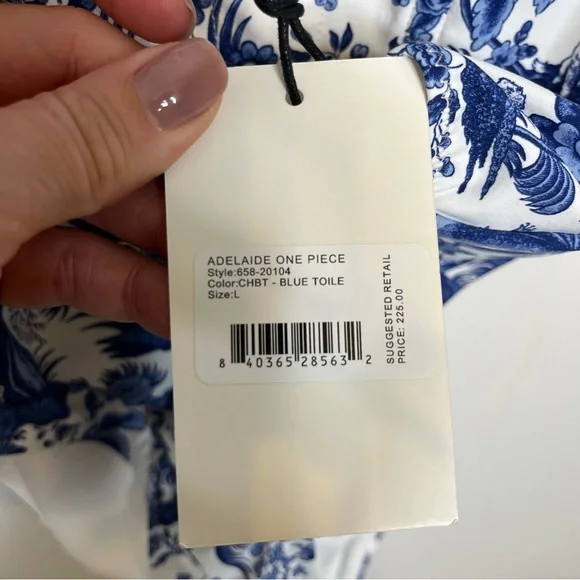 ADELAIDE ONE PIECE
Style:658-20104
Color:CHBT - BLUE TOILE
Size:L
8 40365 28563 2
SUGGESTED RETAIL
PRICE: 225.00